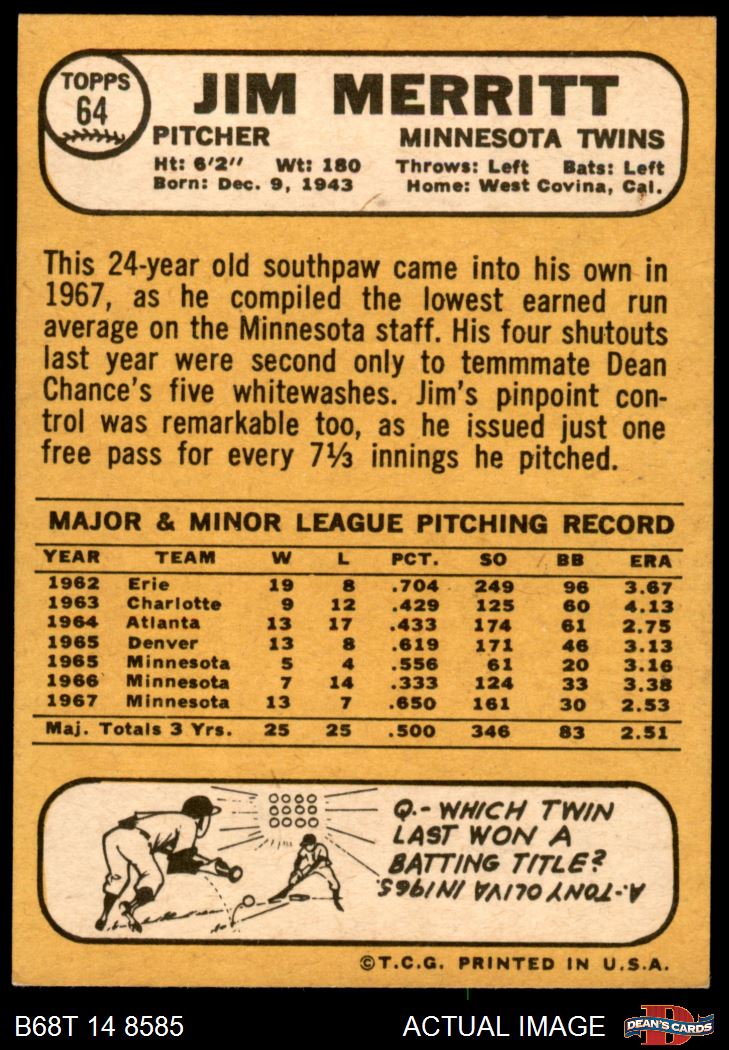 TOPPS
64
JIM MERRITT
PITCHER MINNESOTA TWINS
Ht: 6'2" Wt: 180 Throws: Left Bats: Left
Born: Dec. 9, 1943 Home: West Covina, Cal.
This 24-year old southpaw came into his own in
1967, as he compiled the lowest earned run
average on the Minnesota staff. His four shutouts
last year were second only to temmmate Dean
Chance's five whitewashes. Jim's pinpoint con-
trol was remarkable too, as he issued just one
free pass for every 7⅓ innings he pitched.
MAJOR & MINOR LEAGUE PITCHING RECORD
YEAR TEAM W L PCT. SO BB ERA
1962 Erie 19 8 .704 249 96 3.67
1963 Charlotte 9 12 .429 125 60 4.13
1964 Atlanta 13 17 .433 174 61 2.75
1965 Denver 13 8 .619 171 46 3.13
1965 Minnesota 5 4 .556 61 20 3.16
1966 Minnesota 7 14 .333 124 33 3.38
1967 Minnesota 13 7 .650 161 30 2.53
Maj. Totals 3 Yrs. 25 25 .500 346 83 2.51
Q.- WHICH TWIN
LAST WON A
BATTING TITLE?
A.-TONY OLIVA IN 1965.
©T.C.G. PRINTED IN U.S.A.
B68T 14 8585 ACTUAL IMAGE
D
DEAN'S CARDS